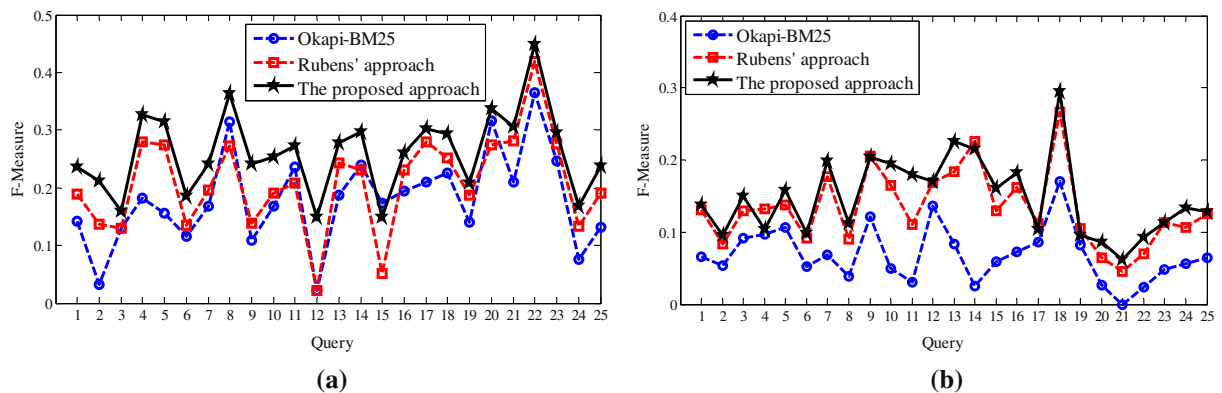 0.5
0.4
0.3
0.2
0.1
0
F-Measure
Okapi-BM25
Rubens' approach
The proposed approach
1 2 3 4 5 6 7 8 9 10 11 12 13 14 15 16 17 18 19 20 21 22 23 24 25
Query
(a)
0.4
0.3
0.2
0.1
0
F-Measure
Okapi-BM25
Rubens' approach
The proposed approach
1 2 3 4 5 6 7 8 9 10 11 12 13 14 15 16 17 18 19 20 21 22 23 24 25
Query
(b)